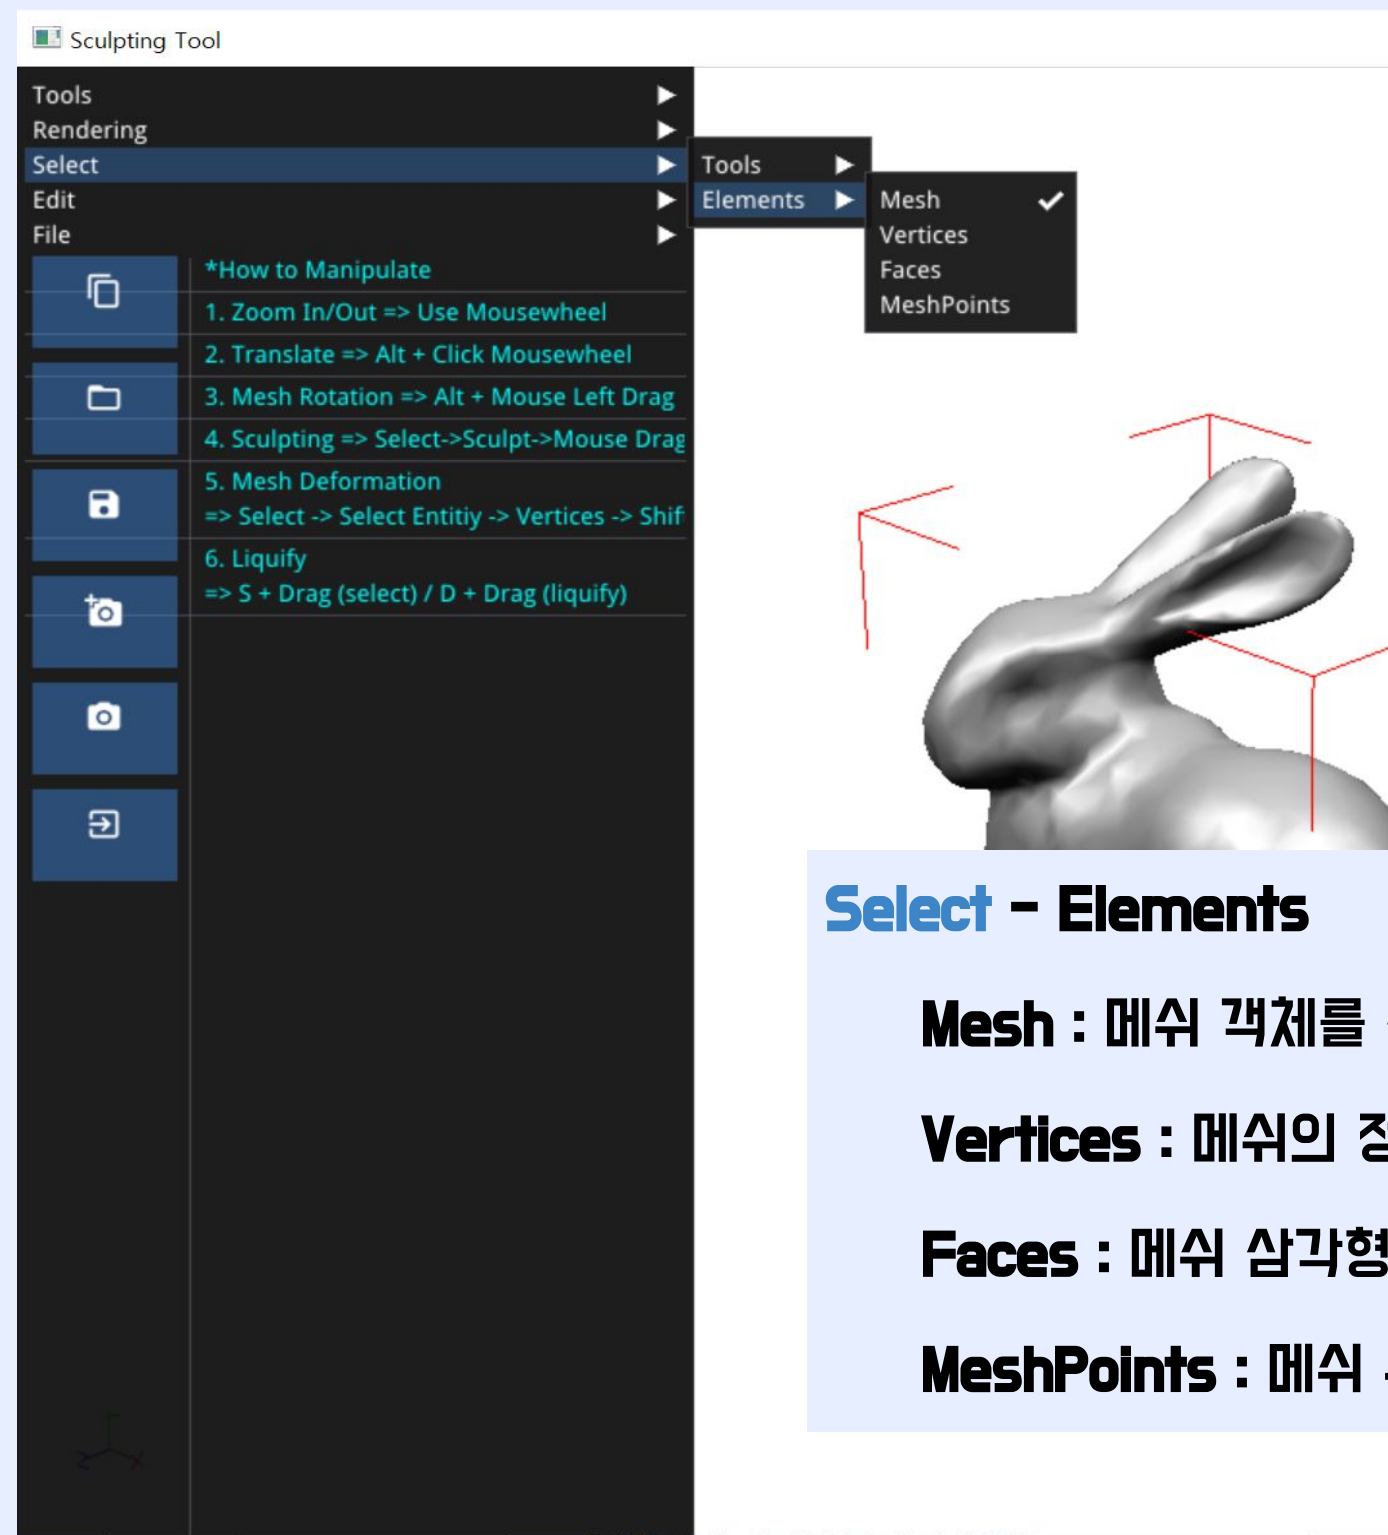 Sculpting Tool
Tools
Rendering
Select
Edit
File
Tools
Elements
Mesh
Vertices
Faces
MeshPoints
*How to Manipulate
1. Zoom In/Out => Use Mousewheel
2. Translate => Alt + Click Mousewheel
3. Mesh Rotation => Alt + Mouse Left Drag
4. Sculpting => Select->Sculpt->Mouse Drag
5. Mesh Deformation
=> Select -> Select Entitiy -> Vertices -> Shif
6. Liquify
=> S + Drag (select) / D + Drag (liquify)
Select - Elements
Mesh : 메쉬 객체를
Vertices : 메쉬의
Faces : 메쉬 삼각형
MeshPoints : 메쉬